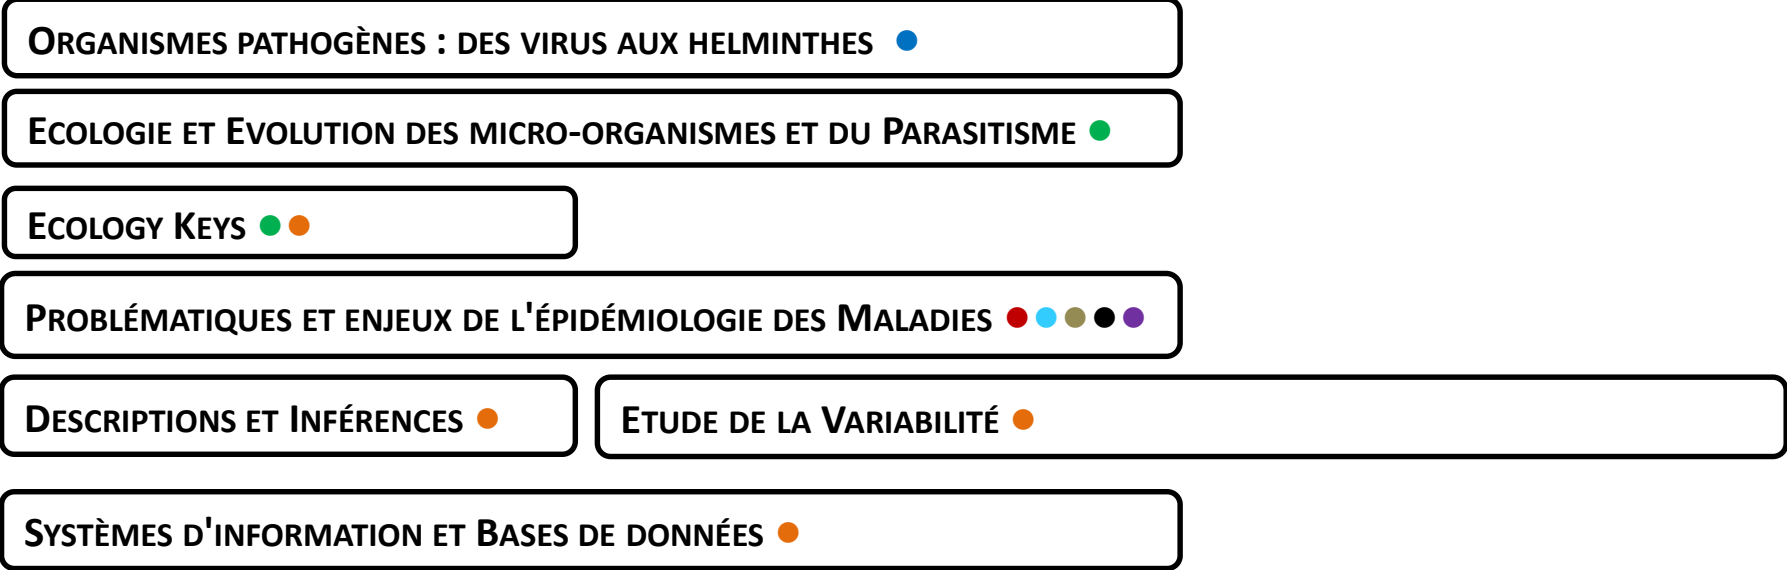 ORGANISMES PATHOGÈNES : DES VIRUS AUX HELMINTHES
ECOLOGIE ET EVOLUTION DES MICRO-ORGANISMES ET DU PARASITISME
ECOLOGY KEYS
PROBLÉMATIQUES ET ENJEUX DE L'ÉPIDÉMIOLOGIE DES MALADIES
DESCRIPTIONS ET INFÉRENCES
ETUDE DE LA VARIABILITÉ
SYSTÈMES D'INFORMATION ET BASES DE DONNÉES